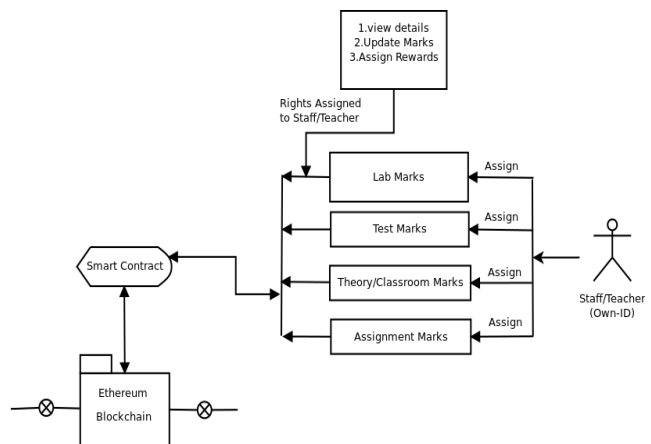 1.view details
2.Update Marks
3.Assign Rewards
Rights Assigned
to Staff/Teacher
Lab Marks
Assign
Test Marks
Assign
Smart Contract
Theory/Classroom Marks
Assign
Staff/Teacher
(Own-ID)
Assignment Marks
Assign
Ethereum
Blockchain